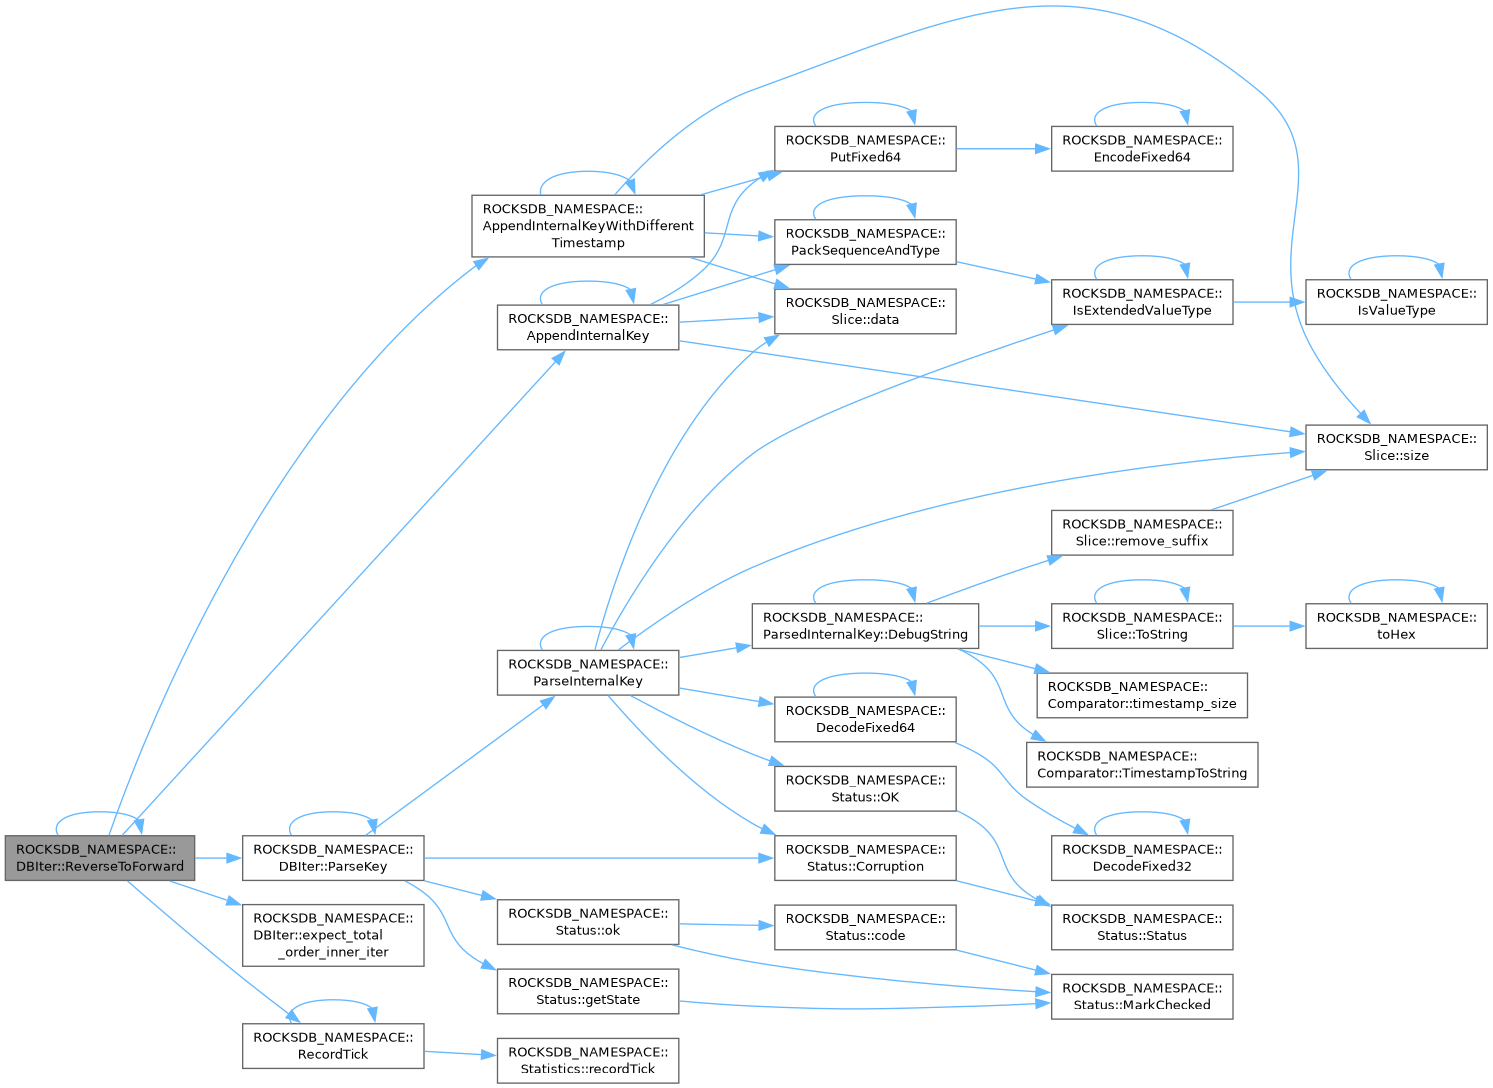 ROCKSDB_NAMESPACE::
DBIter::ReverseToForward
ROCKSDB_NAMESPACE::
AppendInternalKeyWithDifferent
Timestamp
ROCKSDB_NAMESPACE::
AppendInternalKey
ROCKSDB_NAMESPACE::
DBIter::ParseKey
ROCKSDB_NAMESPACE::
DBIter::expect_total
_order_inner_iter
ROCKSDB_NAMESPACE::
RecordTick
ROCKSDB_NAMESPACE::
ParseInternalKey
ROCKSDB_NAMESPACE::
Status::ok
ROCKSDB_NAMESPACE::
Status::getState
ROCKSDB_NAMESPACE::
Statistics::recordTick
ROCKSDB_NAMESPACE::
PutFixed64
ROCKSDB_NAMESPACE::
PackSequenceAndType
ROCKSDB_NAMESPACE::
Slice::data
ROCKSDB_NAMESPACE::
ParsedInternalKey::DebugString
ROCKSDB_NAMESPACE::
DecodeFixed64
ROCKSDB_NAMESPACE::
Status::OK
ROCKSDB_NAMESPACE::
Status::Corruption
ROCKSDB_NAMESPACE::
Status::code
ROCKSDB_NAMESPACE::
EncodeFixed64
ROCKSDB_NAMESPACE::
IsExtendedValueType
ROCKSDB_NAMESPACE::
Slice::remove_suffix
ROCKSDB_NAMESPACE::
Slice::ToString
ROCKSDB_NAMESPACE::
Comparator::timestamp_size
ROCKSDB_NAMESPACE::
Comparator::TimestampToString
ROCKSDB_NAMESPACE::
DecodeFixed32
ROCKSDB_NAMESPACE::
Status::Status
ROCKSDB_NAMESPACE::
Status::MarkChecked
ROCKSDB_NAMESPACE::
IsValueType
ROCKSDB_NAMESPACE::
Slice::size
ROCKSDB_NAMESPACE::
toHex